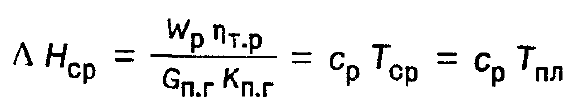 Λ H_ср = W_р η_т.р / G_п.г K_п.г = c_р T_ср = c_р T_пл